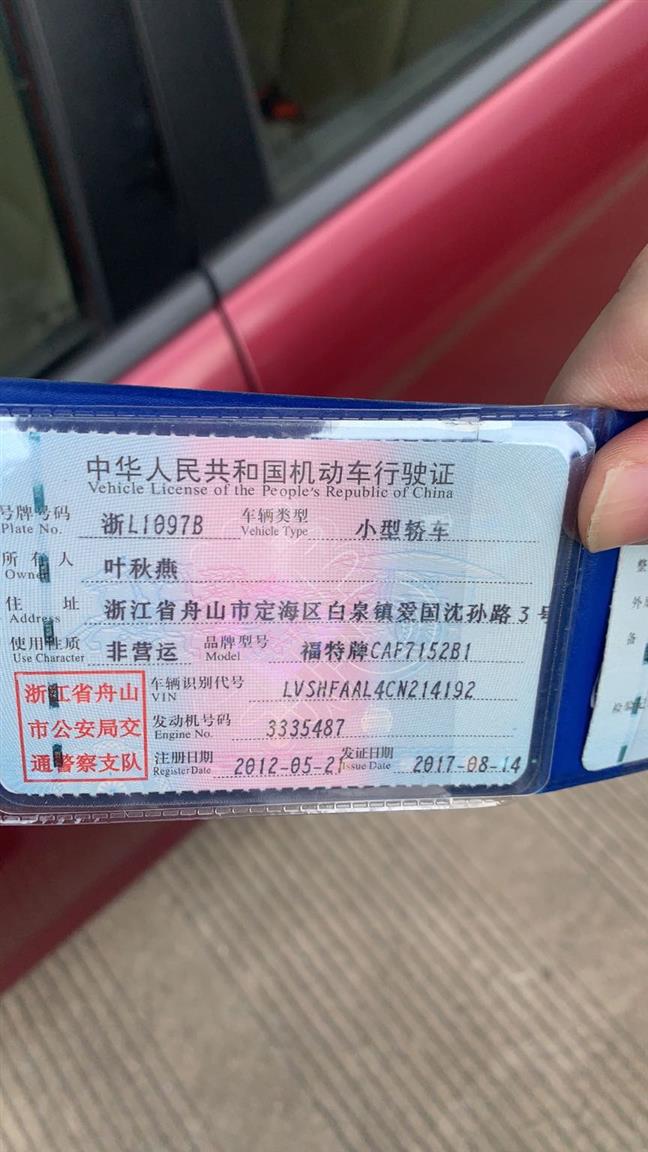 中华人民共和国机动车行驶证
Vehicle License of the People's Republic of China
号牌号码 浙L1097B 车辆类型 小型轿车
Plate No. Vehicle Type
所有人 叶秋燕
Owner
住址 浙江省舟山市定海区白泉镇爱国沈孙路3号
Address
使用性质 非营运 品牌型号 福特牌CAF7152B1
Use Character Model
浙江省舟山
市公安局交
通警察支队
车辆识别代号 LVSHFAAL4CN214192
VIN
发动机号码 3335487
Engine No.
注册日期 2012-05-21 发证日期 2017-08-14
Register Date Issue Date
整
外
备
检验记